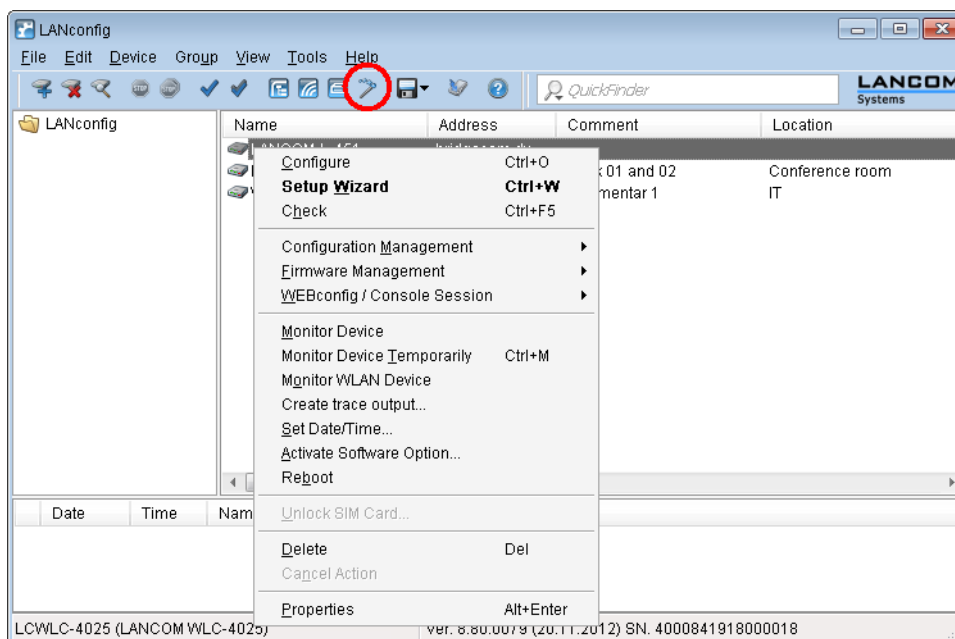 LANconfig
File Edit Device Group View Tools Help
QuickFinder
LANCOM
Systems
LANconfig
Name Address Comment Location
01 and 02 Conference room
mentar 1 IT
Configure Ctrl+O
Setup Wizard Ctrl+W
Check Ctrl+F5
Configuration Management
Firmware Management
WEBconfig / Console Session
Monitor Device
Monitor Device Temporarily Ctrl+M
Monitor WLAN Device
Create trace output...
Set Date/Time...
Activate Software Option...
Reboot
Unlock SIM Card...
Delete Del
Cancel Action
Properties Alt+Enter
Date Time Nam
LCWLC-4025 (LANCOM WLC-4025) Ver. 8.80.0079 (20.11.2012) SN. 4000841918000018